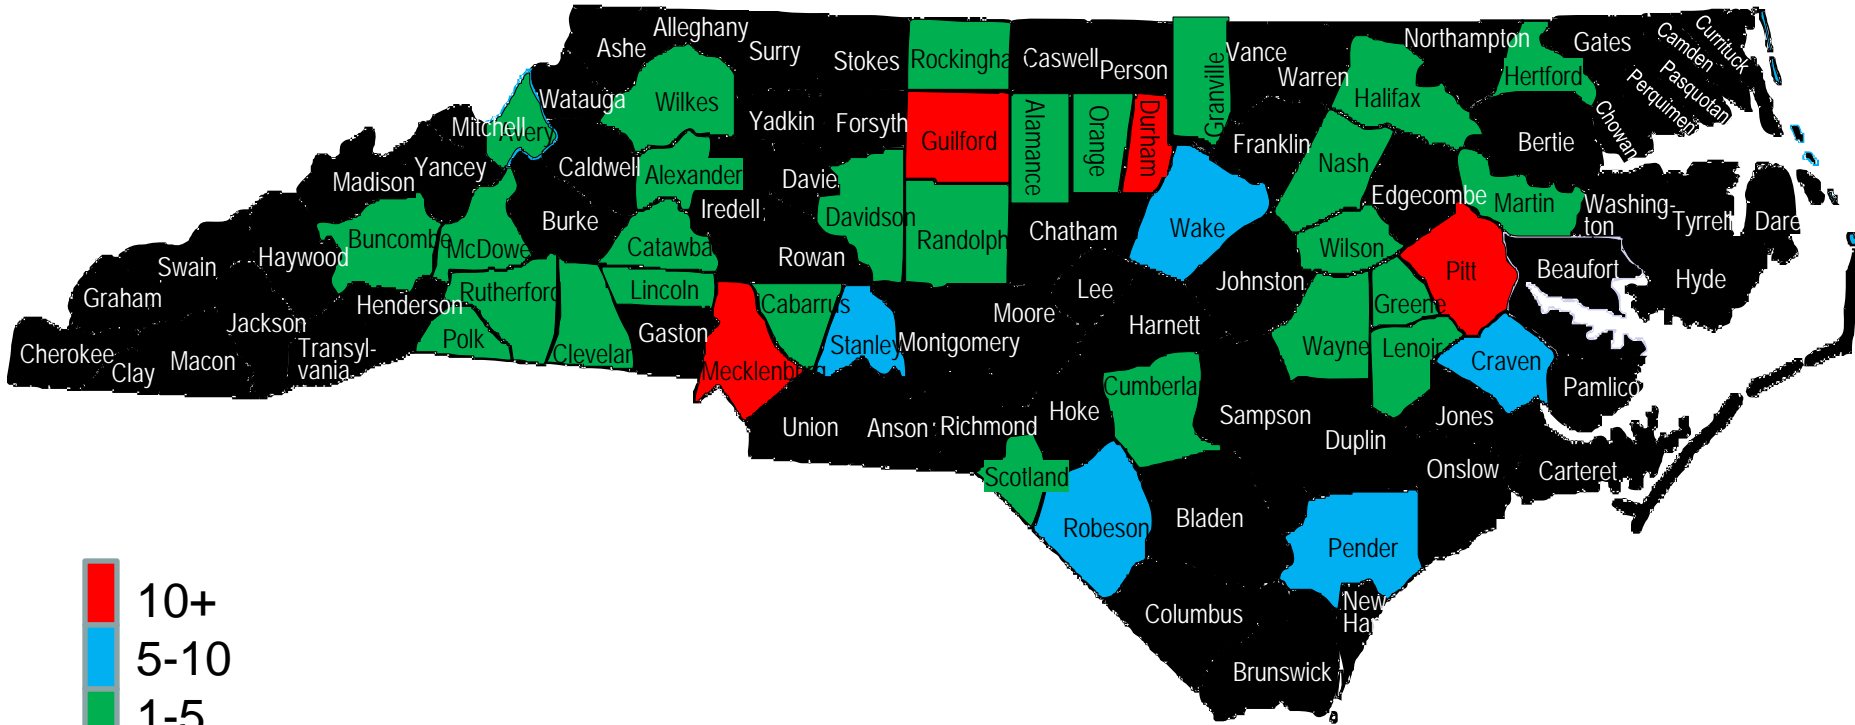 Alleghany
Ashe
Surry
Stokes
Rockingha
Caswell
Person
Granville
Vance
Warren
Northampton
Hertford
Gates
Camden
Currituck
Pasquotan
Perquimen
Chowan
Watauga
Wilkes
Mitchell
Avery
Yadkin
Forsyth
Guilford
Alamance
Orange
Durham
Franklin
Halifax
Nash
Bertie
Madison
Yancey
Caldwell
Alexander
Davie
Iredell
Davidson
Randolph
Chatham
Wake
Edgecombe
Martin
Washing-
ton
Tyrrell
Dare
Buncombe
McDowe
Burke
Catawba
Rowan
Wilson
Pitt
Beaufort
Hyde
Swain
Haywood
Graham
Jackson
Henderson
Rutherford
Lincoln
Cabarrus
Lee
Moore
Harnett
Johnston
Greene
Cherokee
Clay
Macon
Transyl-
vania
Polk
Clevelan
Gaston
Mecklenburg
Stanley
Montgomery
Wayne
Lenoir
Craven
Pamlico
Cumberla
Union
Anson
Richmond
Hoke
Sampson
Duplin
Jones
Scotland
Onslow
Carteret
Robeson
Bladen
Pender
Columbus
New
Ha
Brunswick
10+
5-10
1-5